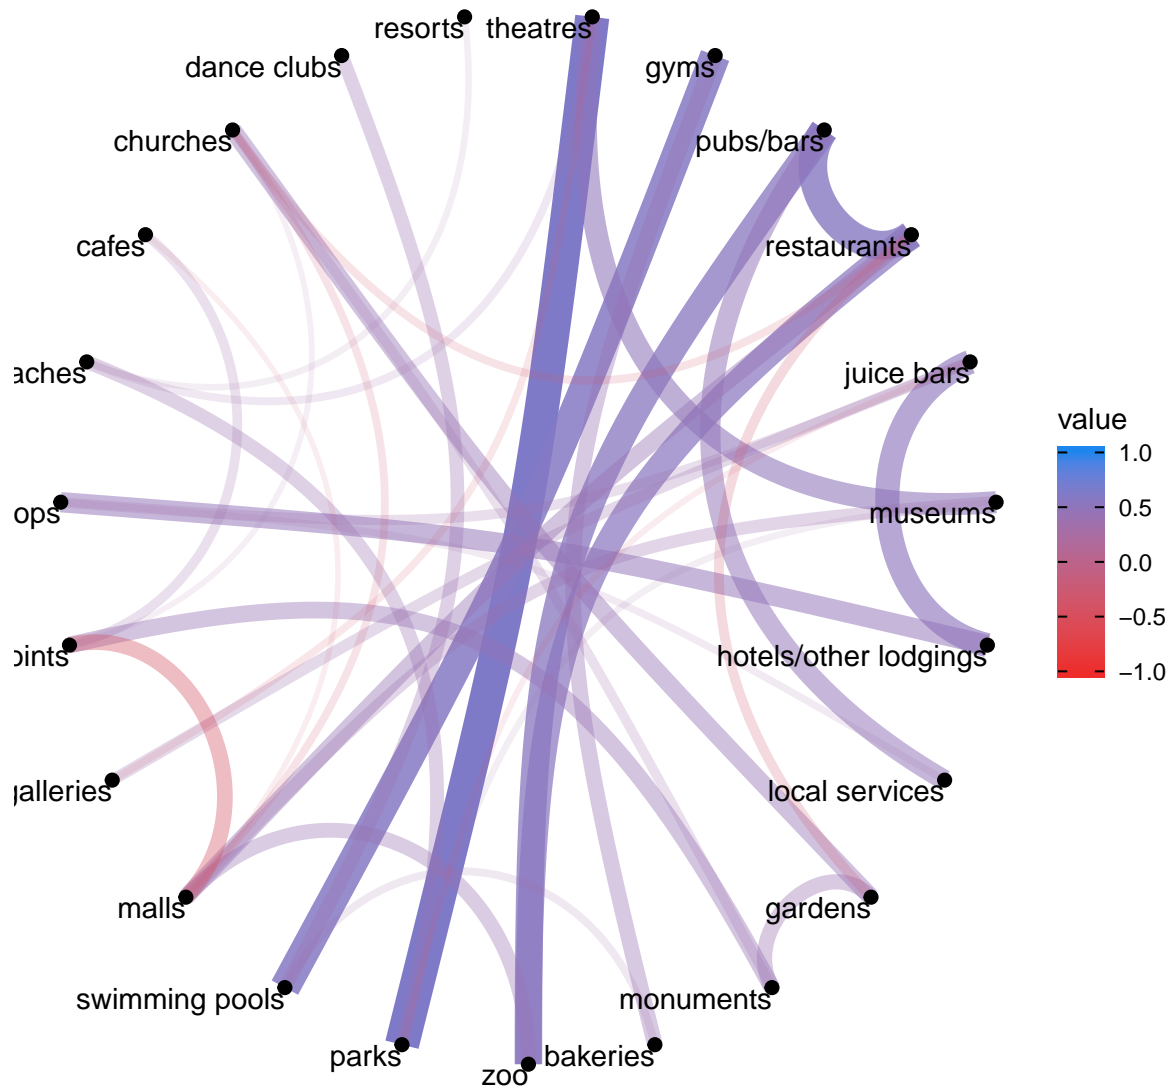 resorts theatres
dance clubs
gyms
churches
pubs/bars
cafes
restaurants
aches
juice bars
value
1.0
0.5
0.0
−0.5
−1.0
ops
museums
oints
hotels/other lodgings
galleries
local services
malls
gardens
swimming pools
monuments
parks
bakeries
zoo